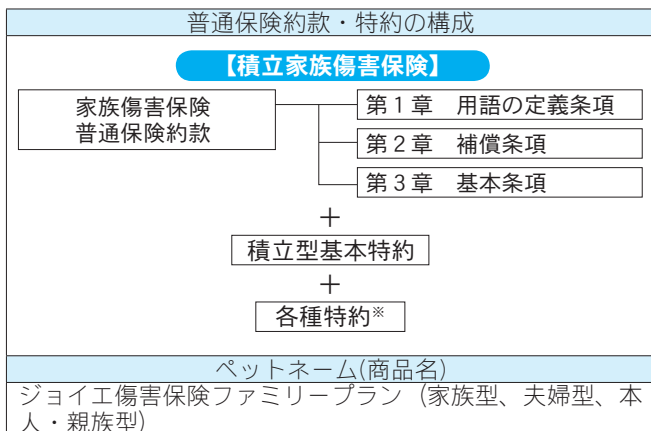 普通保険約款・特約の構成
【積立家族傷害保険】
家族傷害保険
普通保険約款
第1章 用語の定義条項
第2章 補償条項
第3章 基本条項
+
積立型基本特約
+
各種特約※
ペットネーム(商品名)
ジョイエ傷害保険ファミリープラン(家族型、夫婦型、本
人・親族型)